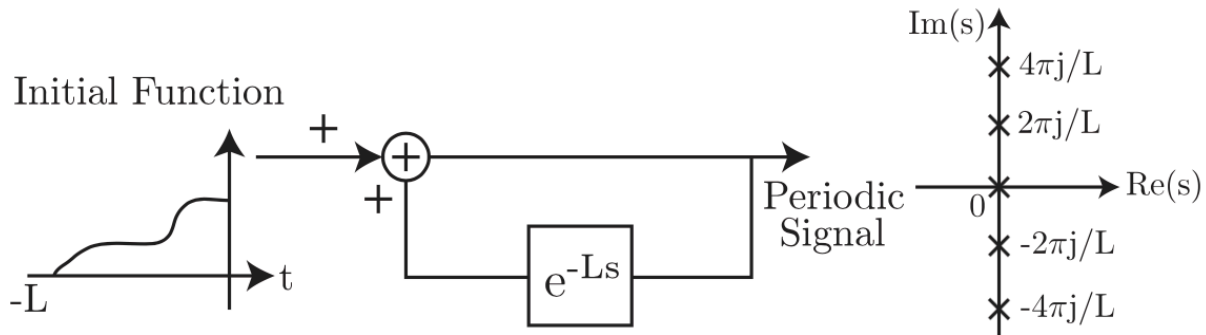 Initial Function
-L
t
+
+
+
e^{-Ls}
Periodic
Signal
Im(s)
4πj/L
2πj/L
Re(s)
0
-2πj/L
-4πj/L